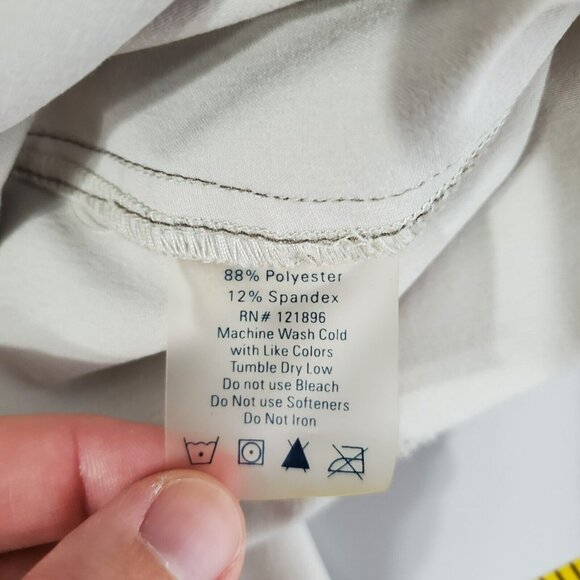 88% Polyester
12% Spandex
RN# 121896
Machine Wash Cold
with Like Colors
Tumble Dry Low
Do not use Bleach
Do Not use Softeners
Do Not Iron